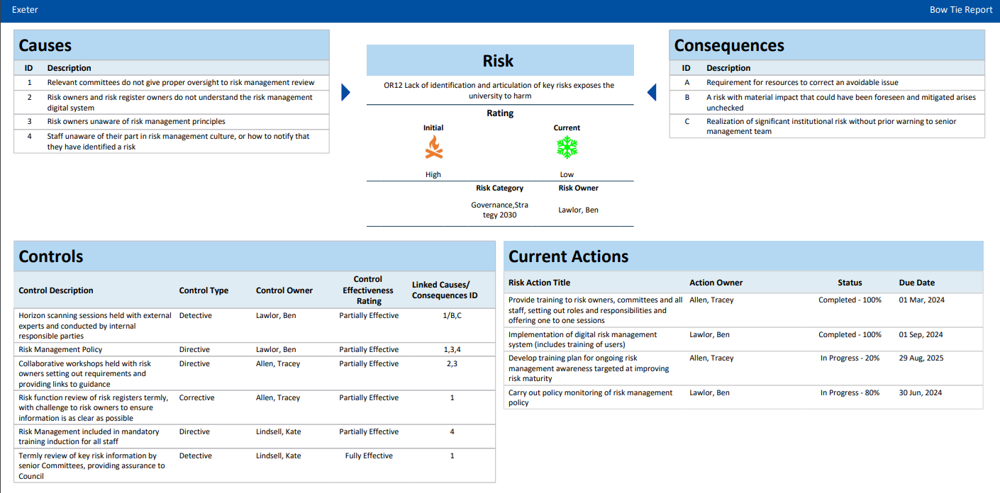 Exeter
Bow Tie Report
Causes
ID Description
1 Relevant committees do not give proper oversight to risk management review
2 Risk owners and risk register owners do not understand the risk management
digital system
3 Risk owners unaware of risk management principles
4 Staff unaware of their part in risk management culture, or how to notify that
they have identified a risk
Risk
OR12 Lack of identification and articulation of key risks exposes the
university to harm
Rating
Initial Current
High Low
Risk Category Risk Owner
Governance,Stra
tegy 2030
Lawlor, Ben
Consequences
ID Description
A Requirement for resources to correct an avoidable issue
B A risk with material impact that could have been foreseen and mitigated arises
unchecked
C Realization of significant institutional risk without prior warning to senior
management team
Controls
Control Description Control Type Control Owner
Control
Effectiveness
Rating
Linked Causes/
Consequences ID
Horizon scanning sessions held with external Detective Lawlor, Ben Partially Effective 1/B,C
experts and conducted by internal
responsible parties
Risk Management Policy Directive Lawlor, Ben Partially Effective 1,3,4
Collaborative workshops held with risk Directive Allen, Tracey Partially Effective 2,3
owners setting out requirements and
providing links to guidance
Risk function review of risk registers termly, Corrective Allen, Tracey Partially Effective 1
with challenge to risk owners to ensure
information is as clear as possible
Risk Management included in mandatory Directive Lindsell, Kate Partially Effective 4
training induction for all staff
Termly review of key risk information by Detective Lindsell, Kate Fully Effective 1
senior Committees, providing assurance to
Council
Current Actions
Risk Action Title Action Owner Status Due Date
Provide training to risk owners, committees and all Allen, Tracey Completed - 100% 01 Mar, 2024
staff, setting out roles and responsibilities and
offering one to one sessions
Implementation of digital risk management Lawlor, Ben Completed - 100% 01 Sep, 2024
system (includes training of users)
Develop training plan for ongoing risk Allen, Tracey In Progress - 20% 29 Aug, 2025
management awareness targeted at improving
risk maturity
Carry out policy monitoring of risk management Lawlor, Ben In Progress - 80% 30 Jun, 2024
policy